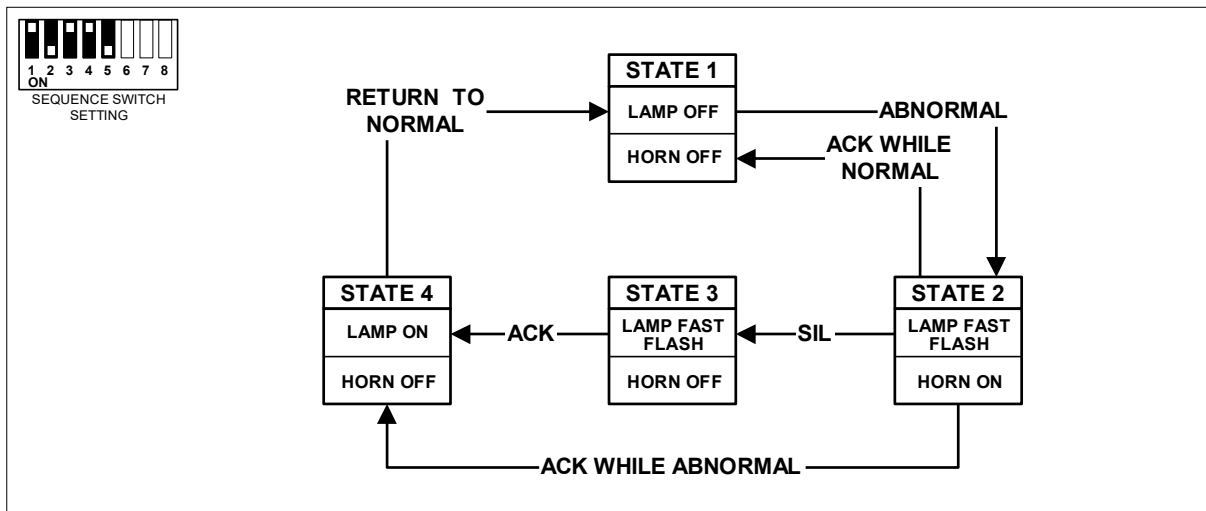 1 2 3 4 5 6 7 8
ON
SEQUENCE SWITCH
SETTING
STATE 1
LAMP OFF
HORN OFF
RETURN TO
NORMAL
ABNORMAL
ACK WHILE
NORMAL
STATE 4
LAMP ON
HORN OFF
ACK
STATE 3
LAMP FAST
FLASH
HORN OFF
SIL
STATE 2
LAMP FAST
FLASH
HORN ON
ACK WHILE ABNORMAL